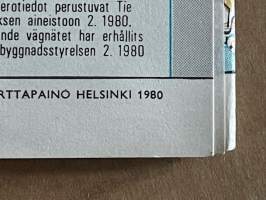 erotiedot perustuvat Tie
ksen aineistoon 2. 1980.
nde vägnätet har erhållits
byggnadsstyrelsen 2. 1980
RTTAPAINO HELSINKI 1980